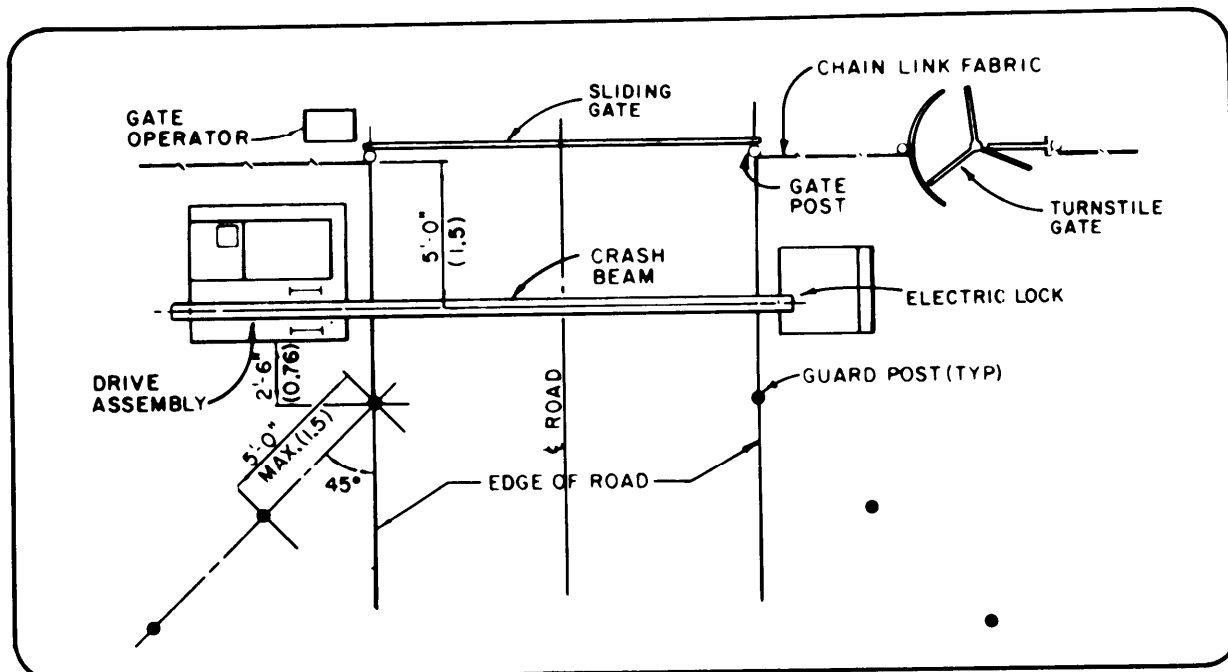 CHAIN LINK FABRIC
SLIDING
GATE
GATE
OPERATOR
GATE
POST
TURNSTILE
GATE
5'-0"
(1.5)
CRASH
BEAM
ELECTRIC LOCK
DRIVE
ASSEMBLY
2'-6"
(0.76)
GUARD POST (TYP)
5'-0"
MAX. (1.5)
45°
℄ ROAD
EDGE OF ROAD